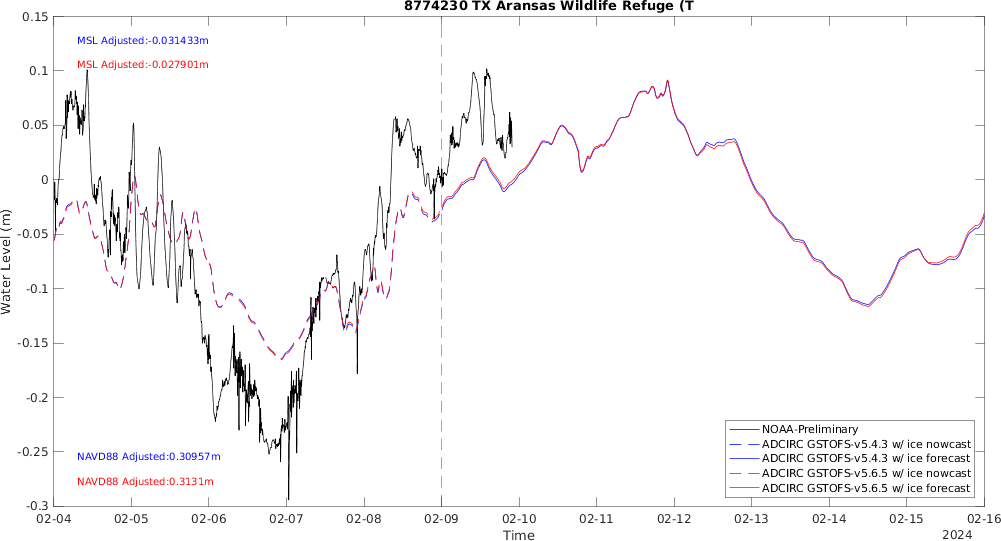 8774230 TX Aransas Wildlife Refuge (T
0.15
0.1
0.05
0
-0.05
-0.1
-0.15
-0.2
-0.25
-0.3
Water Level (m)
MSL Adjusted:-0.031433m
MSL Adjusted:-0.027901m
NAVD88 Adjusted:0.30957m
NAVD88 Adjusted:0.3131m
NOAA-Preliminary
ADCIRC GSTOFS-v5.4.3 w/ ice nowcast
ADCIRC GSTOFS-v5.4.3 w/ ice forecast
ADCIRC GSTOFS-v5.6.5 w/ ice nowcast
ADCIRC GSTOFS-v5.6.5 w/ ice forecast
02-04 02-05 02-06 02-07 02-08 02-09 02-10 02-11 02-12 02-13 02-14 02-15 02-16
Time
2024